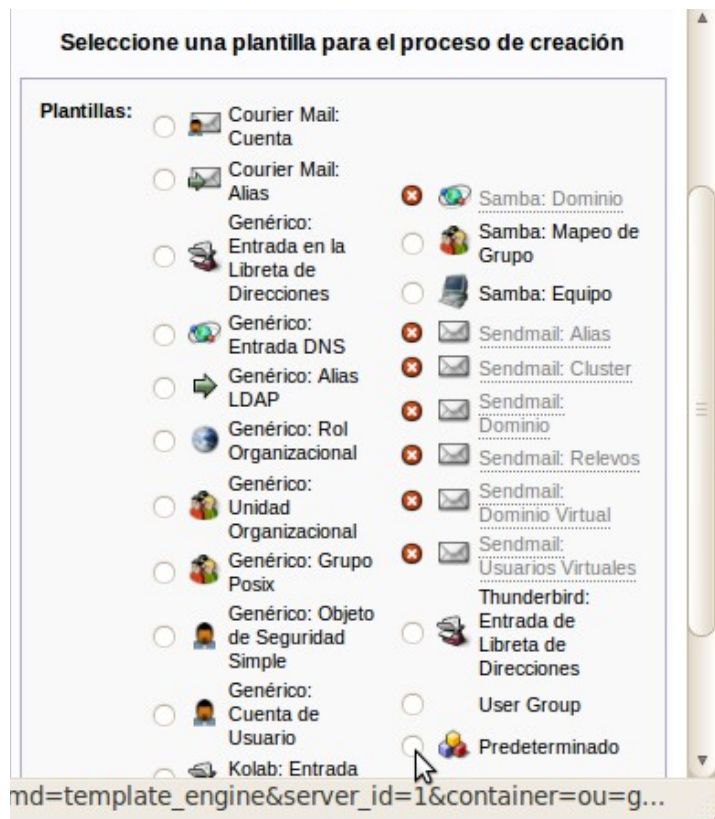 Seleccione una plantilla para el proceso de creación
Plantillas:
Courier Mail:
Cuenta
Courier Mail:
Alias
Genérico:
Entrada en la
Libreta de
Direcciones
Genérico:
Entrada DNS
Genérico: Alias
LDAP
Genérico: Rol
Organizacional
Genérico:
Unidad
Organizacional
Genérico: Grupo
Posix
Genérico: Objeto
de Seguridad
Simple
Genérico:
Cuenta de
Usuario
Kolab: Entrada
Samba: Dominio
Samba: Mapeo de
Grupo
Samba: Equipo
Sendmail: Alias
Sendmail: Cluster
Sendmail:
Dominio
Sendmail: Relevos
Sendmail:
Dominio Virtual
Sendmail:
Usuarios Virtuales
Thunderbird:
Entrada de
Libreta de
Direcciones
User Group
Predeterminado
md=template_engine&server_id=1&container=ou=g...